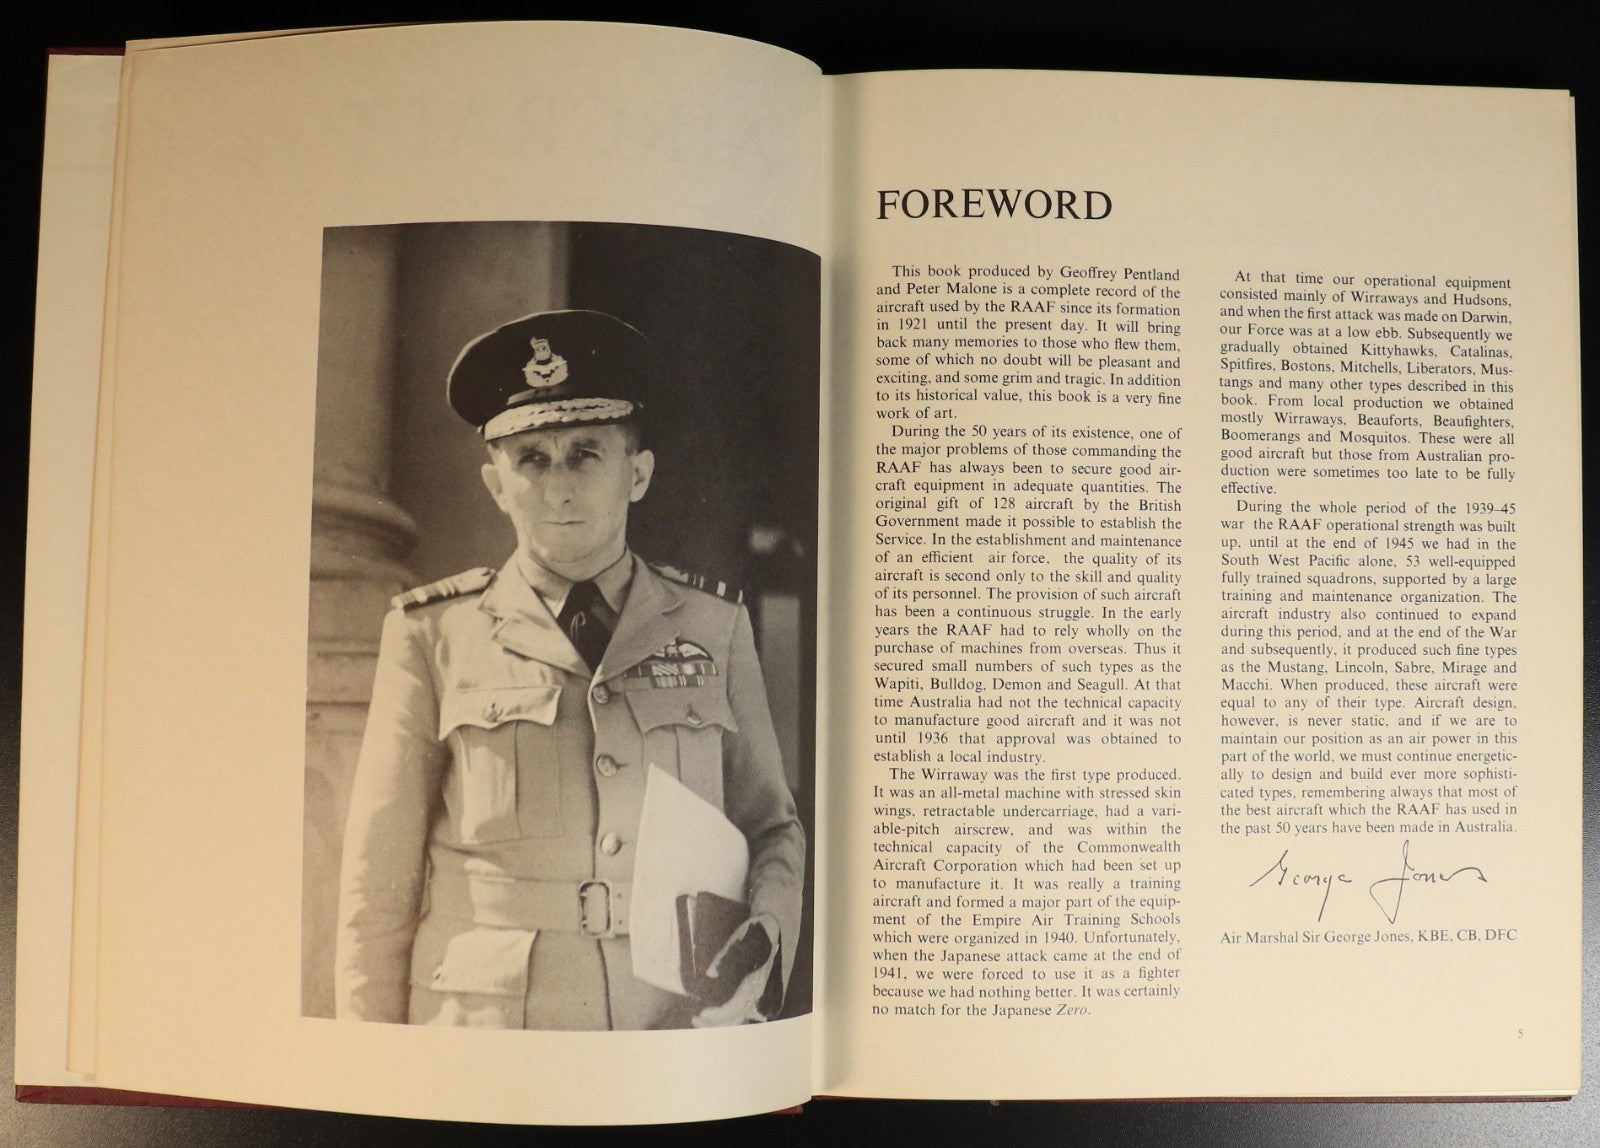 FOREWORD
This book produced by Geoffrey Pentland
and Peter Malone is a complete record of the
aircraft used by the RAAF since its formation
in 1921 until the present day. It will bring
back many memories to those who flew them,
some of which no doubt will be pleasant and
exciting, and some grim and tragic. In addition
to its historical value, this book is a very fine
work of art.
During the 50 years of its existence, one of
the major problems of those commanding the
RAAF has always been to secure good air-
craft equipment in adequate quantities. The
original gift of 128 aircraft by the British
Government made it possible to establish the
Service. In the establishment and maintenance
of an efficient air force, the quality of its
aircraft is second only to the skill and quality
of its personnel. The provision of such aircraft
has been a continuous struggle. In the early
years the RAAF had to rely wholly on the
purchase of machines from overseas. Thus it
secured small numbers of such types as the
Wapiti, Bulldog, Demon and Seagull. At that
time Australia had not the technical capacity
to manufacture good aircraft and it was not
until 1936 that approval was obtained to
establish a local industry.
The Wirraway was the first type produced.
It was an all-metal machine with stressed skin
wings, retractable undercarriage, had a vari-
able-pitch airscrew, and was within the
technical capacity of the Commonwealth
Aircraft Corporation which had been set up
to manufacture it. It was really a training
aircraft and formed a major part of the equip-
ment of the Empire Air Training Schools
which were organized in 1940. Unfortunately,
when the Japanese attack came at the end of
1941, we were forced to use it as a fighter
because we had nothing better. It was certainly
no match for the Japanese Zero.
At that time our operational equipment
consisted mainly of Wirraways and Hudsons,
and when the first attack was made on Darwin,
our Force was at a low ebb. Subsequently we
gradually obtained Kittyhawks, Catalinas,
Spitfires, Bostons, Mitchells, Liberators, Mus-
tangs and many other types described in this
book. From local production we obtained
mostly Wirraways, Beauforts, Beaufighters,
Boomerangs and Mosquitos. These were all
good aircraft but those from Australian pro-
duction were sometimes too late to be fully
effective.
During the whole period of the 1939–45
war the RAAF operational strength was built
up, until at the end of 1945 we had in the
South West Pacific alone, 53 well-equipped
fully trained squadrons, supported by a large
training and maintenance organization. The
aircraft industry also continued to expand
during this period, and at the end of the War
and subsequently, it produced such fine types
as the Mustang, Lincoln, Sabre, Mirage and
Macchi. When produced, these aircraft were
equal to any of their type. Aircraft design,
however, is never static, and if we are to
maintain our position as an air power in this
part of the world, we must continue energetic-
ally to design and build ever more sophisti-
cated types, remembering always that most of
the best aircraft which the RAAF has used in
the past 50 years have been made in Australia.
George Jones
Air Marshal Sir George Jones, KBE, CB, DFC
5